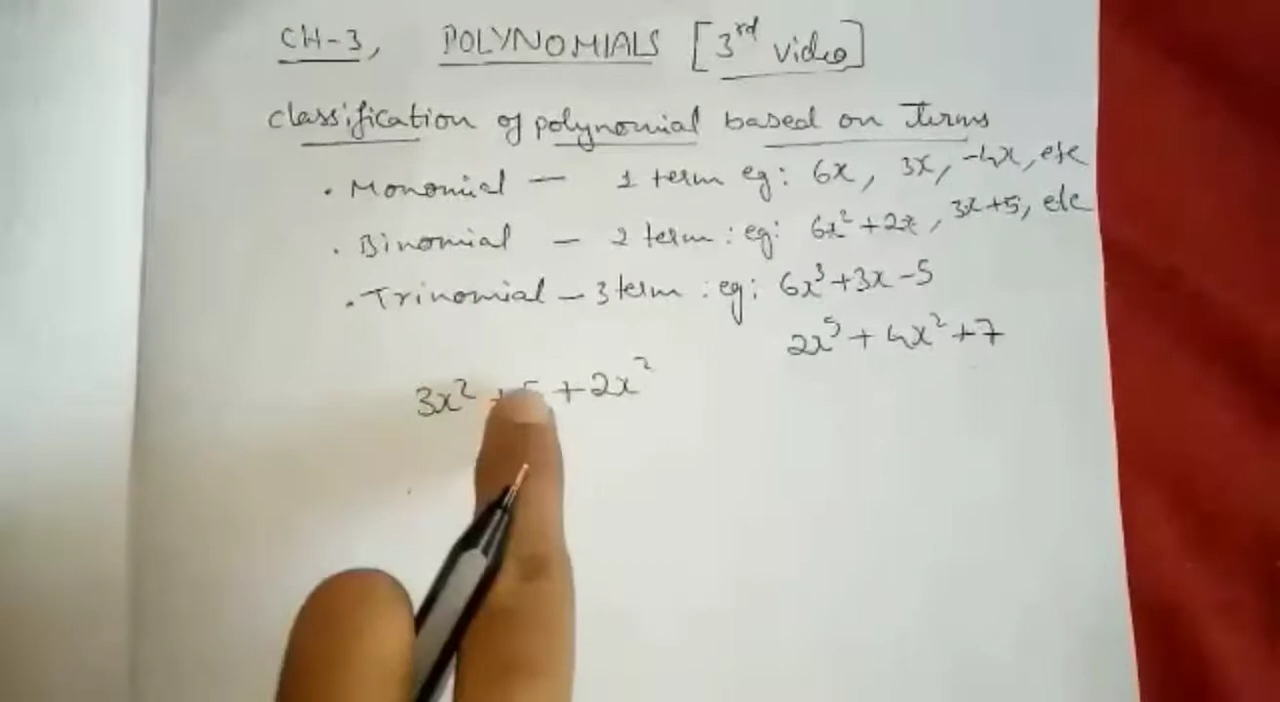 CH-3, POLYNOMIALS [3rd video]
classification of polynomial based on Terms
. Monomial — 1 term eg: 6x, 3x, -4x, etc
. Binomial — 2 term : eg: 6x² + 2x, 3x+5, etc
. Trinomial — 3 term : eg: 6x³+3x-5
2x⁵ + 4x² + 7
3x² + + 2x²